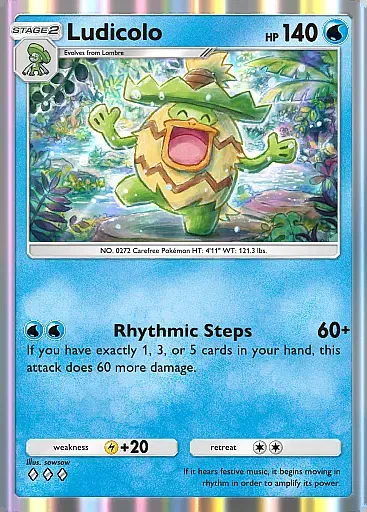 STAGE2 Ludicolo HP 140
Evolves from Lombre
NO. 0272 Carefree Pokémon HT: 4'11" WT: 121.3 lbs.
Rhythmic Steps 60+
If you have exactly 1, 3, or 5 cards in your hand, this
attack does 60 more damage.
weakness +20 retreat
Illus. sowsow
If it hears festive music, it begins moving in
rhythm in order to amplify its power.